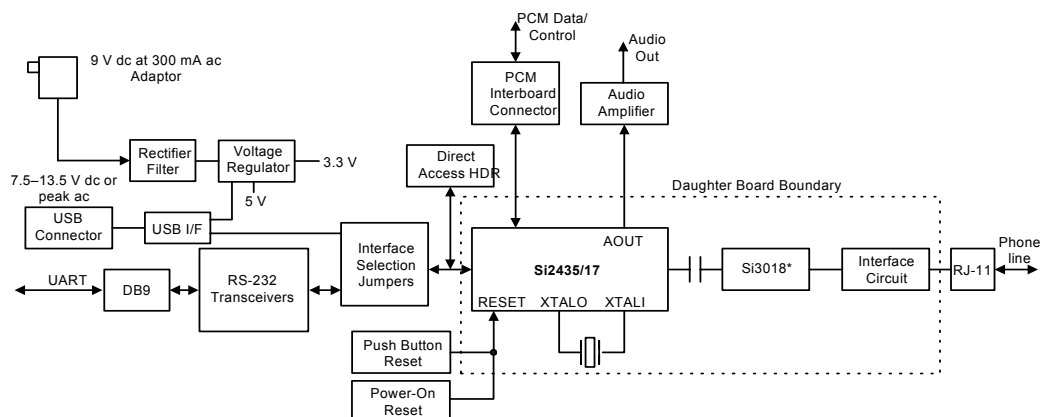 PCM Data/
Control
Audio
Out
9 V dc at 300 mA ac
Adaptor
PCM
Interboard
Connector
Audio
Amplifier
Rectifier
Filter
Voltage
Regulator
3.3 V
Direct
Access HDR
7.5–13.5 V dc or
peak ac
5 V
Daughter Board Boundary
USB
Connector
USB I/F
Interface
Selection
Jumpers
AOUT
Si2435/17
RESET
XTALO
XTALI
Si3018*
Interface
Circuit
RJ-11
Phone
line
UART
DB9
RS-232
Transceivers
Push Button
Reset
Power-On
Reset